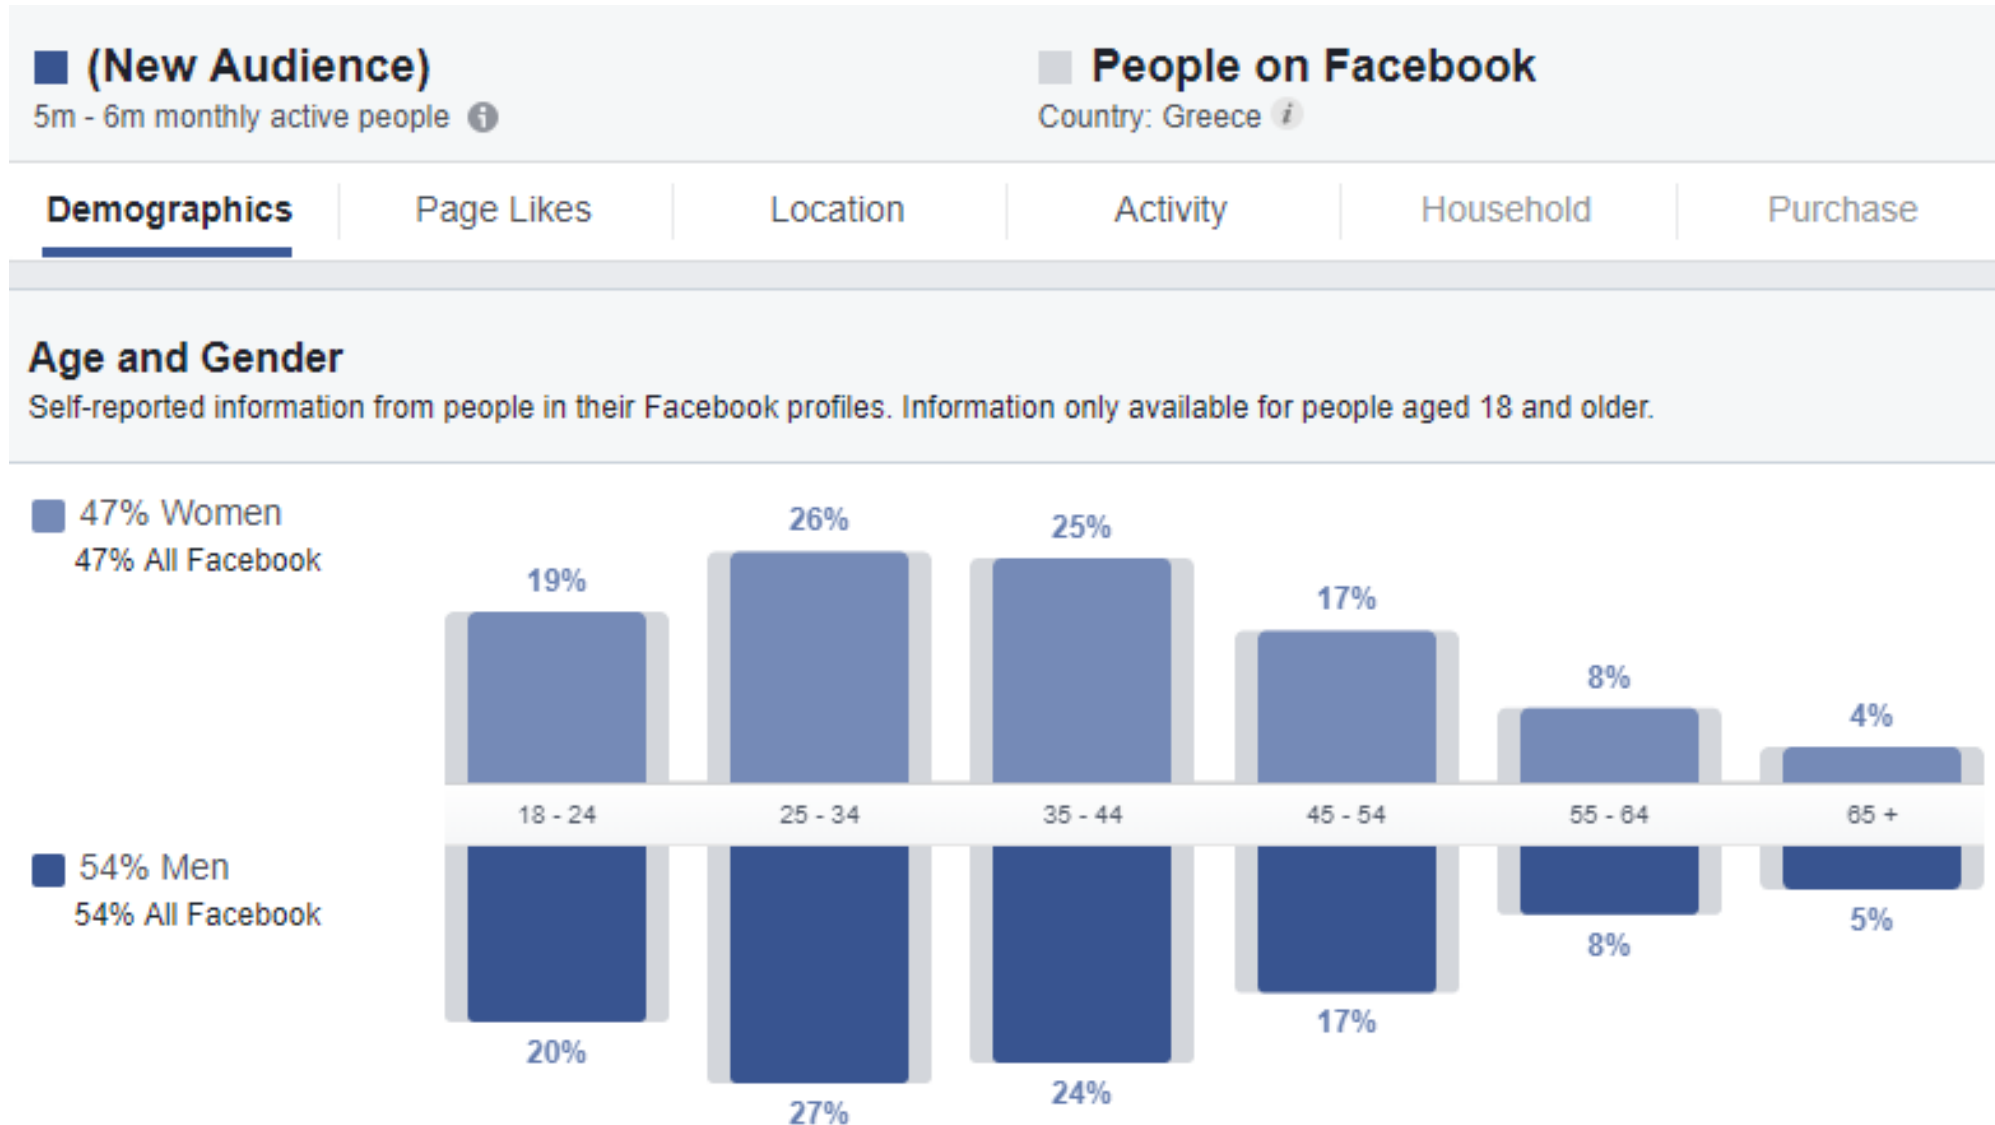 (New Audience)
5m - 6m monthly active people
People on Facebook
Country: Greece
Demographics
Page Likes
Location
Activity
Household
Purchase
Age and Gender
Self-reported information from people in their Facebook profiles. Information only available for people aged 18 and older.
47% Women
47% All Facebook
19%
26%
25%
17%
8%
4%
18 - 24
25 - 34
35 - 44
45 - 54
55 - 64
65 +
54% Men
54% All Facebook
20%
27%
24%
17%
8%
5%